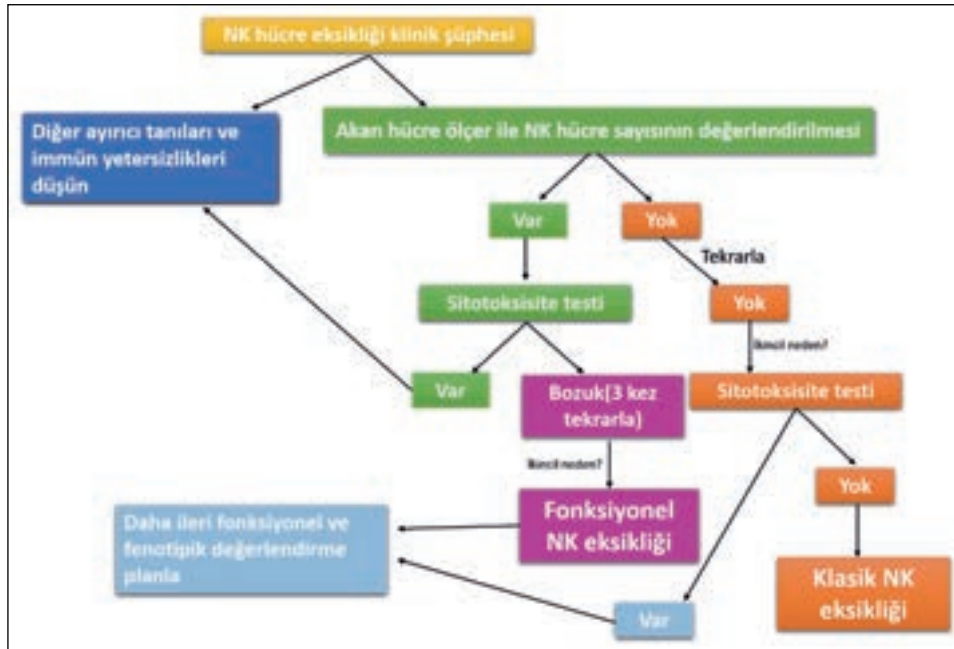 NK hücre eksikliği klinik şüphesi
Diğer ayırıcı tanıları ve
immün yetersizlikleri
düşün
Akan hücre ölçer ile NK hücre sayısının değerlendirilmesi
Var
Yok
Tekrarla
Sitotoksisite testi
Yok
İkincil neden?
Var
Bozuk(3 kez
tekrarla)
Sitotoksisite testi
İkincil neden?
Yok
Daha ileri fonksiyonel ve
fenotipik değerlendirme
planla
Fonksiyonel
NK eksikliği
Klasik NK
eksikliği
Var